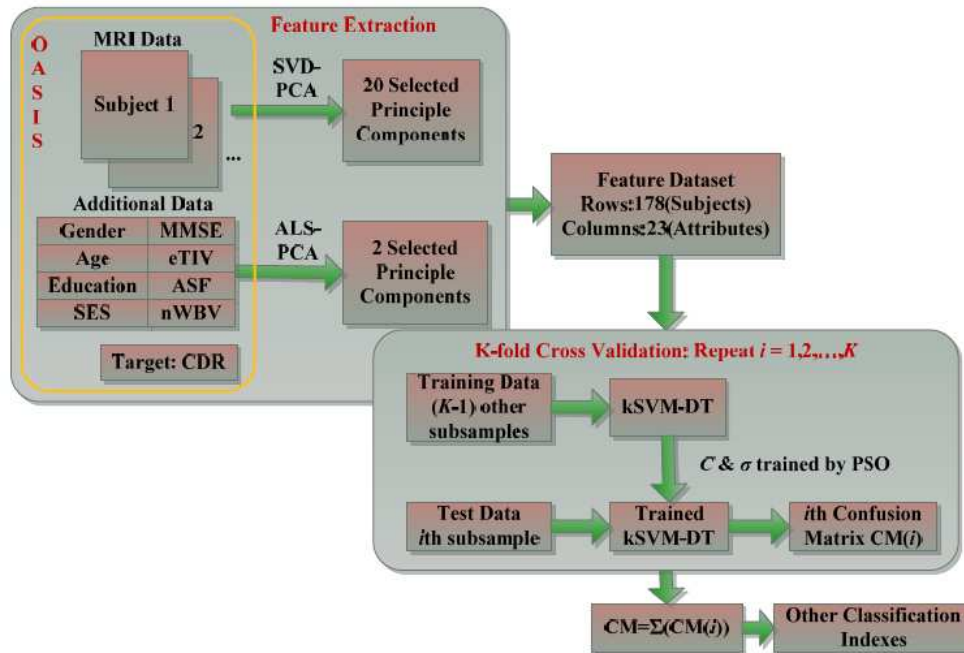 OASIS
Feature Extraction
MRI Data
Subject 1
2
...
SVD-
PCA
20 Selected
Principle
Components
Additional Data
Gender MMSE
Age eTIV
Education ASF
SES nWBV
Target: CDR
ALS-
PCA
2 Selected
Principle
Components
Feature Dataset
Rows:178(Subjects)
Columns:23(Attributes)
K-fold Cross Validation: Repeat i = 1,2,...,K
Training Data
(K-1) other
subsamples
kSVM-DT
C & σ trained by PSO
Test Data
ith subsample
Trained
kSVM-DT
ith Confusion
Matrix CM(i)
CM=Σ(CM(i))
Other Classification
Indexes